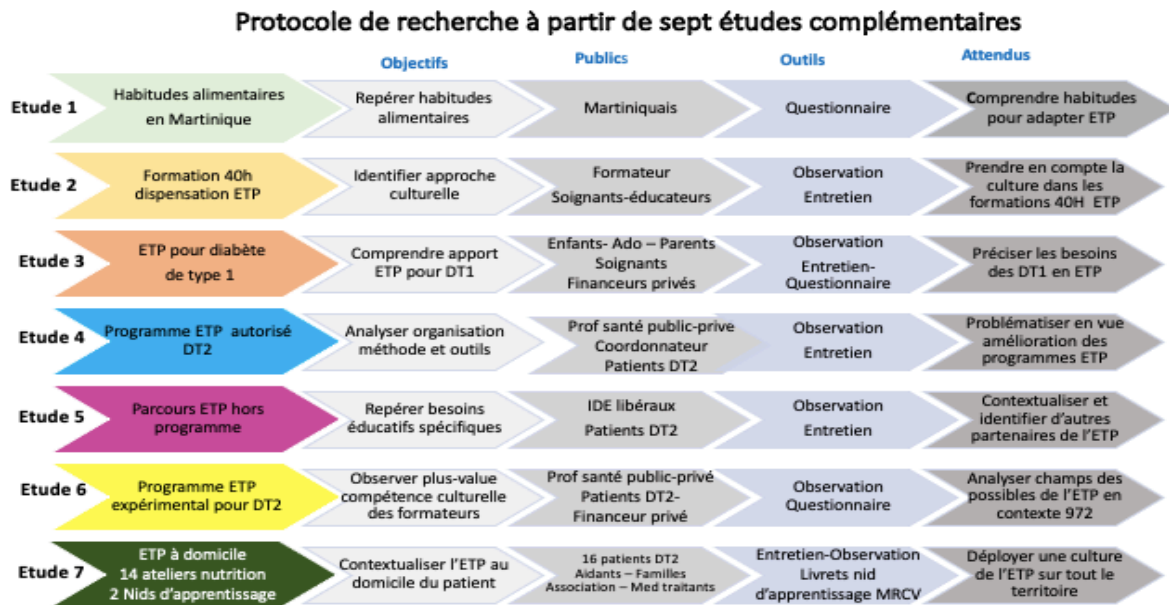 Protocole de recherche à partir de sept études complémentaires
Objectifs
Publics
Outils
Attendus
Etude 1
Habitudes alimentaires
en Martinique
Repérer habitudes
alimentaires
Martiniquais
Questionnaire
Comprendre habitudes
pour adapter ETP
Etude 2
Formation 40h
dispensation ETP
Identifier approche
culturelle
Formateur
Soignants-éducateurs
Observation
Entretien
Prendre en compte la
culture dans les
formations 40H ETP
Etude 3
ETP pour diabète
de type 1
Comprendre apport
ETP pour DT1
Enfants- Ado – Parents
Soignants
Financeurs privés
Observation
Entretien-
Questionnaire
Préciser les besoins
des DT1 en ETP
Etude 4
Programme ETP autorisé
DT2
Analyser organisation
méthode et outils
Prof santé public-prive
Coordonnateur
Patients DT2
Observation
Entretien
Problématiser en vue
amélioration des
programmes ETP
Etude 5
Parcours ETP hors
programme
Repérer besoins
éducatifs spécifiques
IDE libéraux
Patients DT2
Observation
Entretien
Contextualiser et
identifier d'autres
partenaires de l'ETP
Etude 6
Programme ETP
expérimental pour DT2
Observer plus-value
compétence culturelle
des formateurs
Prof santé public-privé
Patients DT2-
Financeur privé
Observation
Questionnaire
Analyser champs des
possibles de l'ETP en
contexte 972
Etude 7
ETP à domicile
14 ateliers nutrition
2 Nids d'apprentissage
Contextualiser l'ETP au
domicile du patient
16 patients DT2
Aidants – Familles
Association – Med traitants
Entretien-Observation
Livrets nid
d'apprentissage MRCV
Déployer une culture
de l'ETP sur tout le
territoire